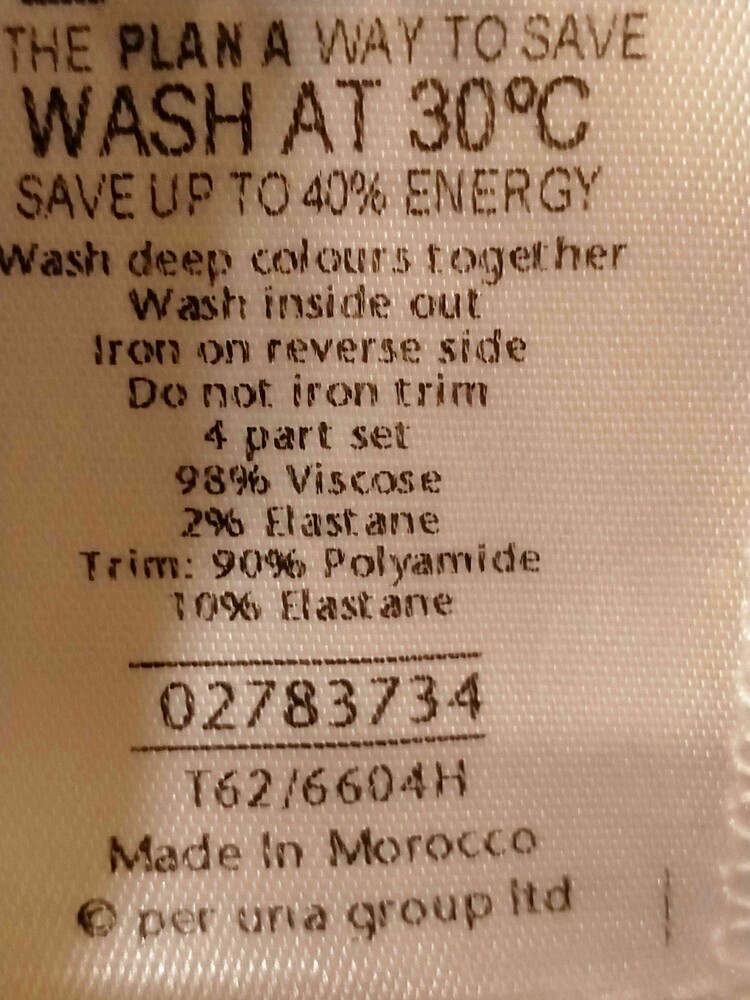 THE PLAN A WAY TO SAVE
WASH AT 30ºC
SAVE UP TO 40% ENERGY
Wash deep colours together
Wash inside out
Iron on reverse side
Do not iron trim
4 part set
98% Viscose
2% Elastane
Trim: 90% Polyamide
10% Elastane
02783734
T62/6604H
Made In Morocco
© per una group ltd